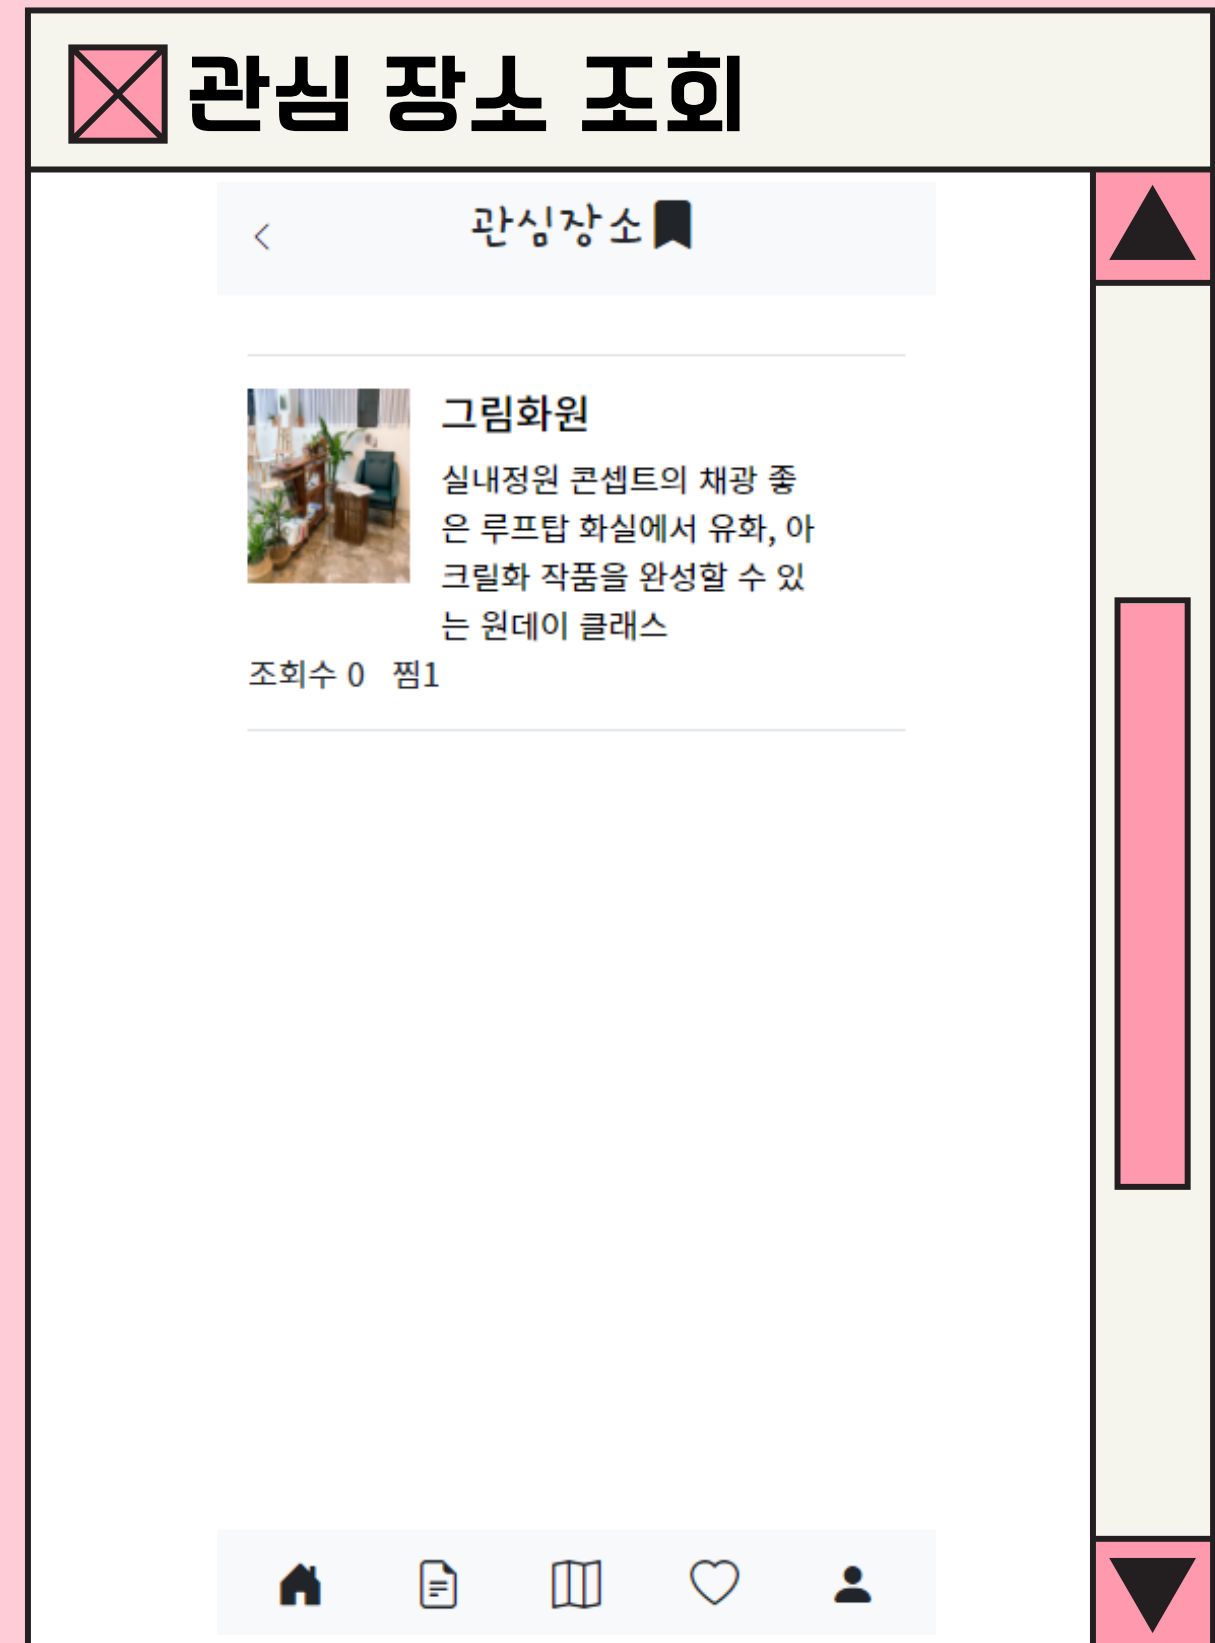 관심 장소 조회
관심장소
그림화원
실내정원 콘셉트의 채광 좋
은 루프탑 화실에서 유화, 아
크릴화 작품을 완성할 수 있
는 원데이 클래스
조회수 0 찜1